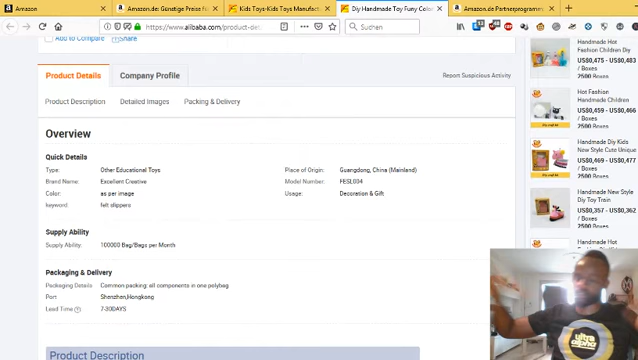 Amazon
Amazon.de: Günstige Preise fü
Kids Toys-Kids Toys Manufact
Diy Handmade Toy Funy Color
Amazon.de Partnerprogramm
https://www.alibaba.com/product-de
Suchen
Add to Compare
Share
Product Details
Company Profile
Report Suspicious Activity
Product Description
Detailed Images
Packing & Delivery
Overview
Quick Details
Type: Other Educational Toys
Place of Origin: Guangdong, China (Mainland)
Brand Name: Excellent Creative
Model Number: FESL004
Color: as per image
Usage: Decoration & Gift
keyword: felt slippers
Supply Ability
Supply Ability: 100000 Bag/Bags per Month
Packaging & Delivery
Packaging Details Common packing: all components in one polybag
Port Shenzhen,Hongkong
Lead Time 7-30DAYS
Product Description
Handmade Hot
Fashion Children Diy
US$0,475 - US$0,483
/ Boxes
2500 Boxes
Hot Fashion
Handmade Children
US$0,459 - US$0,466
/ Boxes
2500 Boxes
Handmade Diy Kids
New Style Cute Unique
US$0,469 - US$0,477
/ Boxes
2500 Boxes
Handmade New Style
Diy Toy Train
US$0,357 - US$0,362
/ Boxes
2500 Boxes
Handmade Hot
ultra
alpha